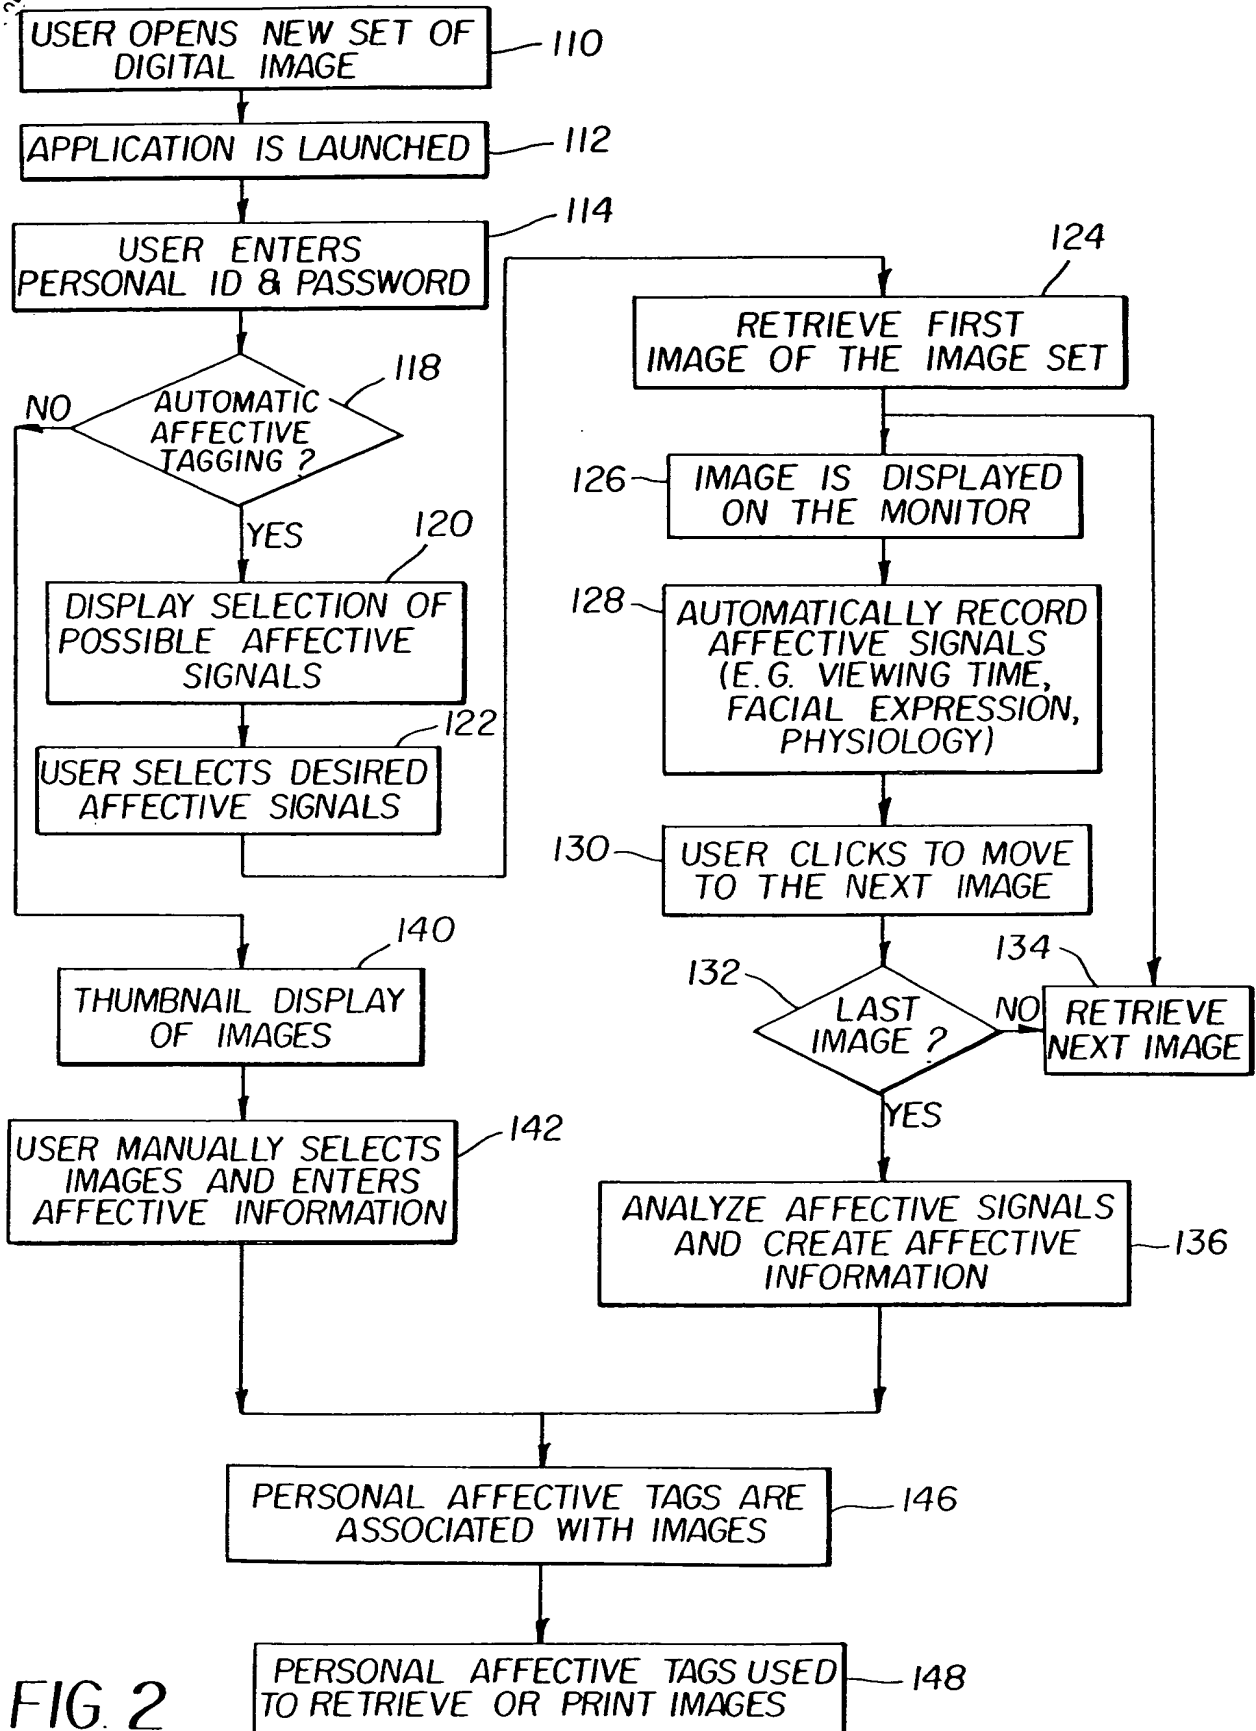 USER OPENS NEW SET OF
DIGITAL IMAGE
110
APPLICATION IS LAUNCHED
112
114
USER ENTERS
PERSONAL ID & PASSWORD
118
AUTOMATIC
AFFECTIVE
TAGGING ?
NO
YES
120
DISPLAY SELECTION OF
POSSIBLE AFFECTIVE
SIGNALS
122
USER SELECTS DESIRED
AFFECTIVE SIGNALS
124
RETRIEVE FIRST
IMAGE OF THE IMAGE SET
126
IMAGE IS DISPLAYED
ON THE MONITOR
128
AUTOMATICALLY RECORD
AFFECTIVE SIGNALS
(E.G. VIEWING TIME,
FACIAL EXPRESSION,
PHYSIOLOGY)
130
USER CLICKS TO MOVE
TO THE NEXT IMAGE
132
LAST
IMAGE ?
NO
134
RETRIEVE
NEXT IMAGE
YES
136
ANALYZE AFFECTIVE SIGNALS
AND CREATE AFFECTIVE
INFORMATION
140
THUMBNAIL DISPLAY
OF IMAGES
142
USER MANUALLY SELECTS
IMAGES AND ENTERS
AFFECTIVE INFORMATION
PERSONAL AFFECTIVE TAGS ARE
ASSOCIATED WITH IMAGES
146
PERSONAL AFFECTIVE TAGS USED
TO RETRIEVE OR PRINT IMAGES
148
FIG. 2